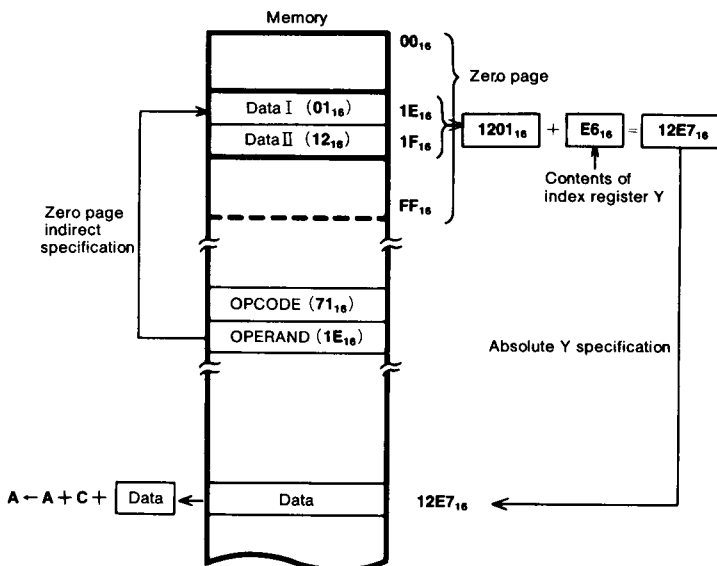 Memory
00₁₆
Zero page
Data I (01₁₆)
1E₁₆
Data II (12₁₆)
1F₁₆
1201₁₆ + E6₁₆ = 12E7₁₆
Contents of
index register Y
FF₁₆
Zero page
indirect
specification
OPCODE (71₁₆)
OPERAND (1E₁₆)
Absolute Y specification
A ← A + C + Data
Data
12E7₁₆